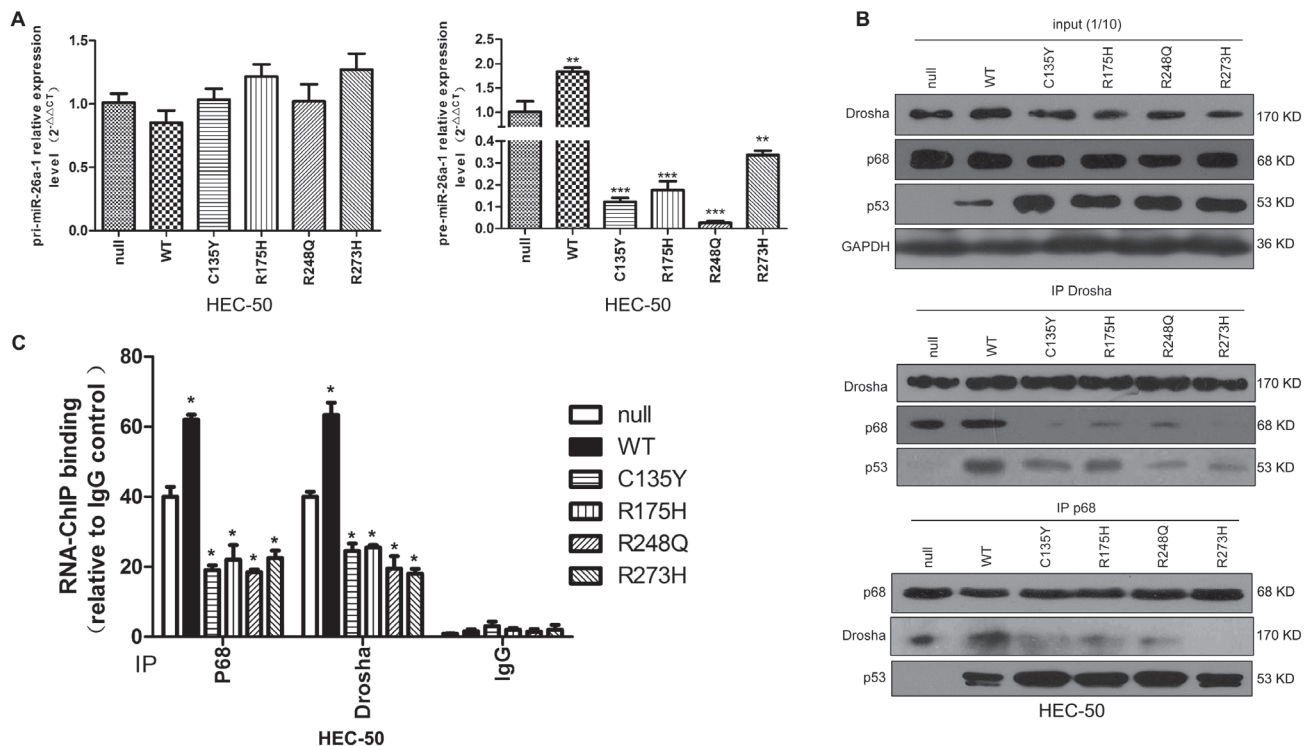 A
pri-miR-26a-1 relative expression
level (2-△△CT)
1.5
1.0
0.5
0.0
null
WT
C135Y
R175H
R248Q
R273H
HEC-50
pre-miR-26a-1 relative expression
level (2-△△CT)
2.5
2.0
1.5
1.0
0.5
0.4
0.3
0.2
0.1
0.0
**
***
***
***
**
null
WT
C135Y
R175H
R248Q
R273H
HEC-50
B
input (1/10)
null
WT
C135Y
R175H
R248Q
R273H
Drosha 170 KD
p68 68 KD
p53 53 KD
GAPDH 36 KD
IP Drosha
null
WT
C135Y
R175H
R248Q
R273H
Drosha 170 KD
p68 68 KD
p53 53 KD
IP p68
null
WT
C135Y
R175H
R248Q
R273H
p68 68 KD
Drosha 170 KD
p53 53 KD
HEC-50
C
RNA-ChIP binding
(relative to IgG control)
80
60
40
20
0
* * * * *
* * * * *
IP
P68
Drosha
IgG
HEC-50
null
WT
C135Y
R175H
R248Q
R273H